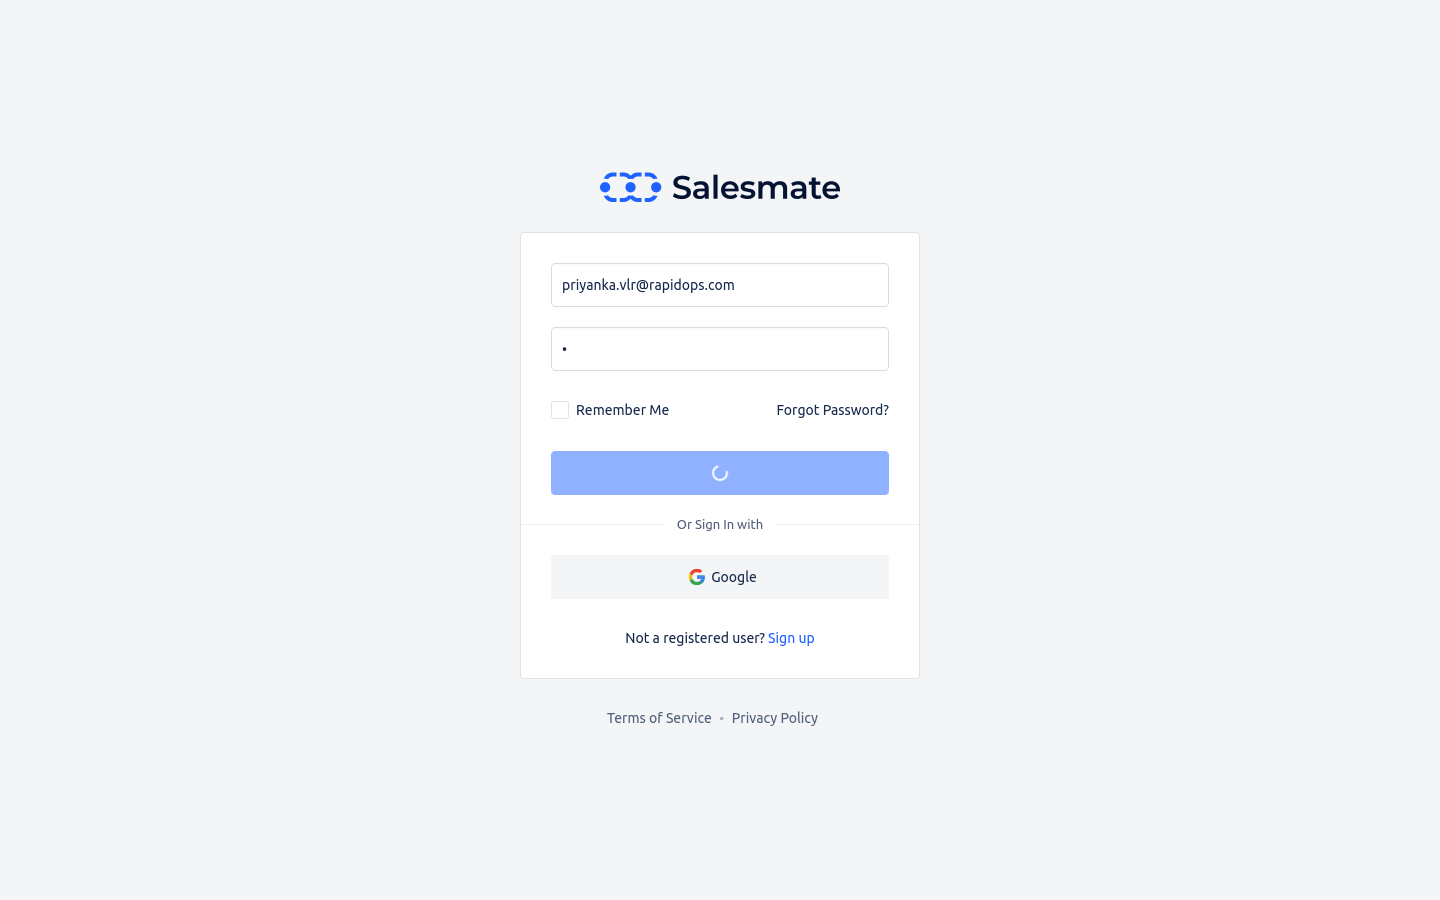 Salesmate
priyanka.vlr@rapidops.com
•
Remember Me Forgot Password?
Or Sign In with
Google
Not a registered user? Sign up
Terms of Service • Privacy Policy